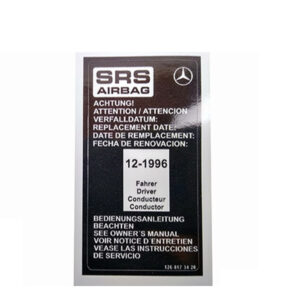 SRS
AIRBAG
ACHTUNG!
ATTENTION / ATTENCION
VERFALLDATUM:
REPLACEMENT DATE:
DATE DE REMPLACEMENT:
FECHA DE RENOVACION:
12-1996
Fahrer
Driver
Conducteur
Conductor
BEDIENUNGSANLEITUNG
BEACHTEN
SEE OWNER´S MANUAL
VOIR NOTICE D´ENTRETIEN
VEASE LAS INSTRUCCIONES
DE SERVICIO